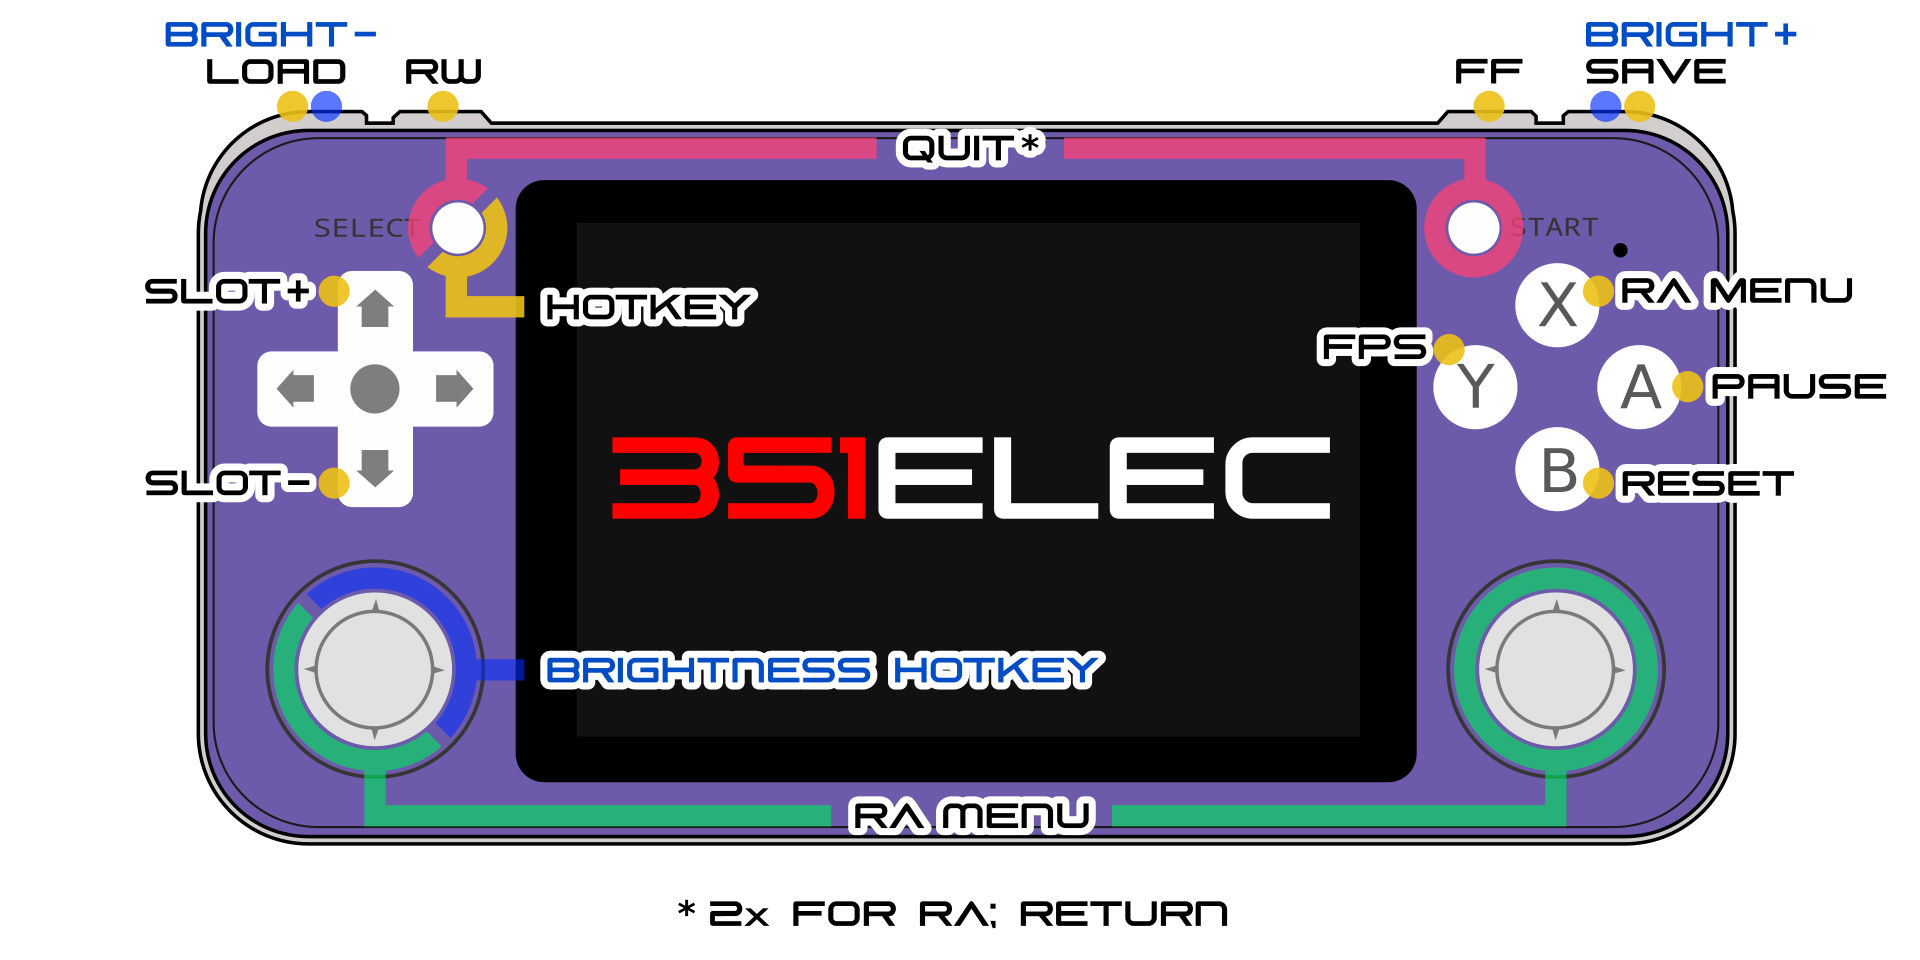 BRIGHT-
LOAD
RW
FF
BRIGHT+
SAVE
QUIT*
SELECT
START
SLOT+
HOTKEY
X
RA MENU
FPS
Y
A
PAUSE
351ELEC
SLOT-
B
RESET
BRIGHTNESS HOTKEY
RA MENU
* 2x FOR RA; RETURN